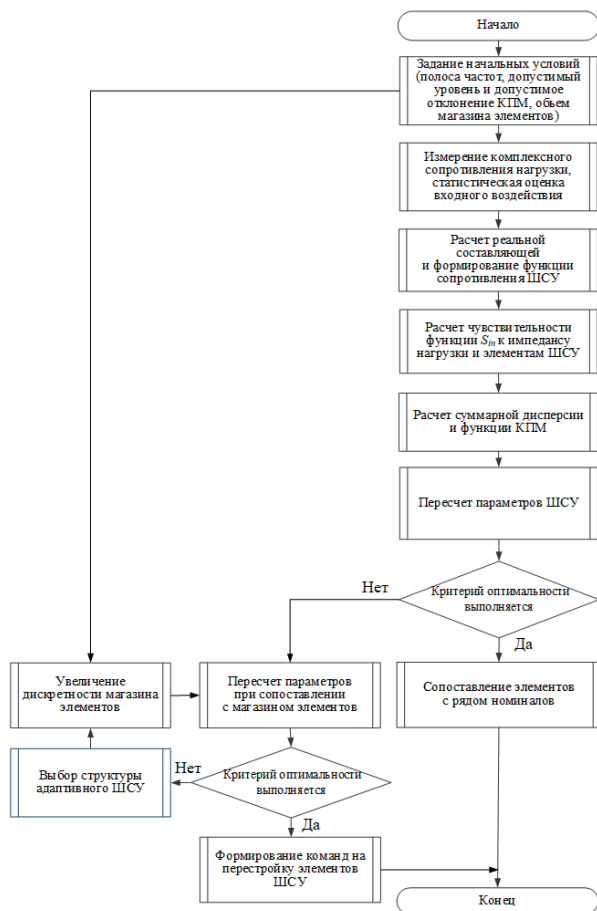 Начало
Задание начальных условий
(полоса частот, допустимый
уровень и допустимое
отклонение КПМ, объем
магазина элементов)
Измерение комплексного
сопротивления нагрузки,
статистическая оценка
входного воздействия
Расчет реальной
составляющей
и формирование функции
сопротивления ШСУ
Расчет чувствительности
функции Sin к импедансу
нагрузки и элементам ШСУ
Расчет суммарной дисперсии
и функции КПМ
Пересчет параметров ШСУ
Критерий оптимальности
выполняется
Нет
Да
Увеличение
дискретности магазина
элементов
Пересчет параметров
при сопоставлении
с магазином элементов
Сопоставление элементов
с рядом номиналов
Выбор структуры
адаптивного ШСУ
Нет
Критерий оптимальности
выполняется
Да
Формирование команд на
перестройку элементов
ШСУ
Конец